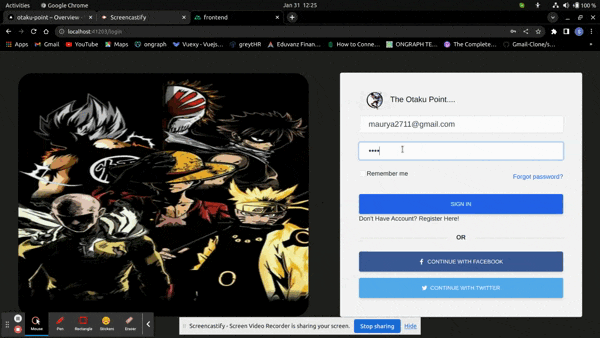 Activities Google Chrome Jan 31 12:25 100 %
otaku-point – Overview Screencastify frontend
localhost:41203/login
Apps Gmail YouTube Maps ongraph Vuexy - Vuejs... greytHR Eduvanz Financi... How to Conne... ONGRAPH TE... The Complete... Gmail-Clone/s...
The Otaku Point....
maurya2711@gmail.com
••••
Remember me
Forgot password?
SIGN IN
Don't Have Account? Register Here!
OR
CONTINUE WITH FACEBOOK
CONTINUE WITH TWITTER
Mouse Pen Rectangle Stickers Eraser
Screencastify - Screen Video Recorder is sharing your screen. Stop sharing Hide